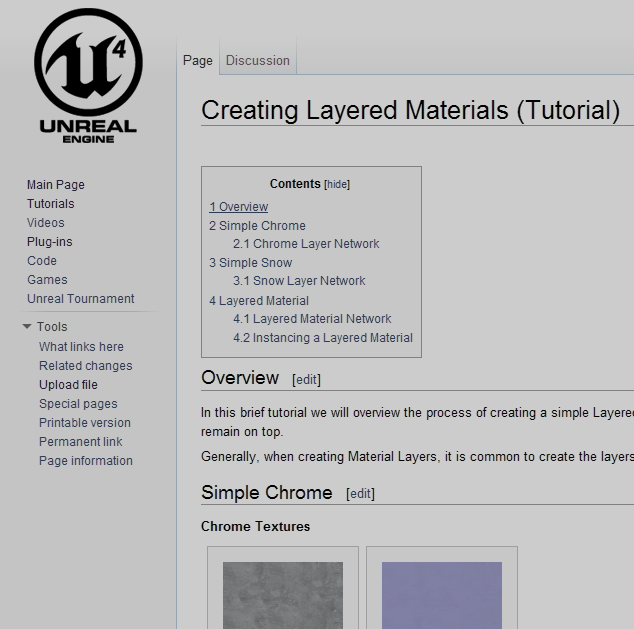 4
UNREAL
ENGINE
Main Page
Tutorials
Videos
Plug-ins
Code
Games
Unreal Tournament
Tools
What links here
Related changes
Upload file
Special pages
Printable version
Permanent link
Page information
Page Discussion
Creating Layered Materials (Tutorial)
Contents [hide]
1 Overview
2 Simple Chrome
2.1 Chrome Layer Network
3 Simple Snow
3.1 Snow Layer Network
4 Layered Material
4.1 Layered Material Network
4.2 Instancing a Layered Material
Overview [edit]
In this brief tutorial we will overview the process of creating a simple Layered
remain on top.
Generally, when creating Material Layers, it is common to create the layers
Simple Chrome [edit]
Chrome Textures